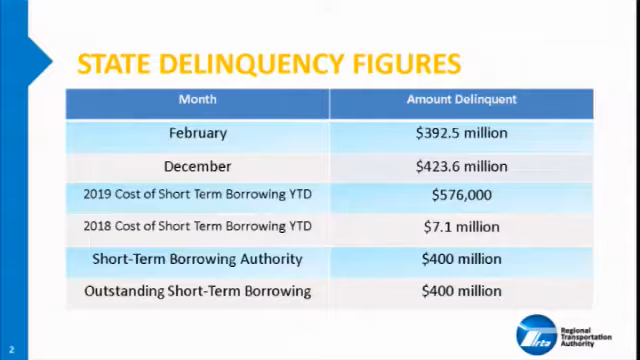 STATE DELINQUENCY FIGURES
Month Amount Delinquent
February $392.5 million
December $423.6 million
2019 Cost of Short Term Borrowing YTD $576,000
2018 Cost of Short Term Borrowing YTD $7.1 million
Short-Term Borrowing Authority $400 million
Outstanding Short-Term Borrowing $400 million
rta
Regional
Transportation
Authority
2